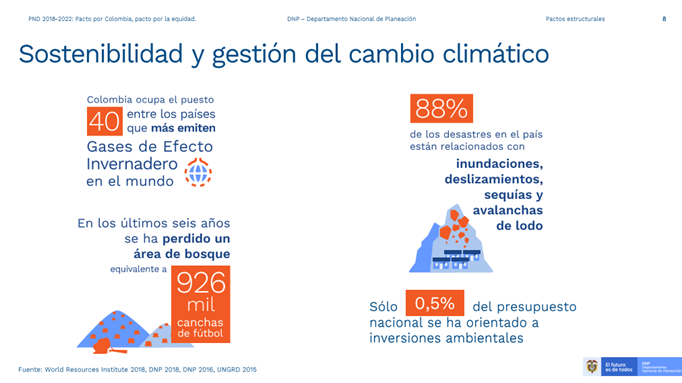 PND 2018-2022: Pacto por Colombia, pacto por la equidad.
DNP – Departamento Nacional de Planeación
Pactos estructurales
8
Sostenibilidad y gestión del cambio climático
Colombia ocupa el puesto
40 entre los países
que más emiten
Gases de Efecto
Invernadero
en el mundo
En los últimos seis años
se ha perdido un
área de bosque
equivalente a
926
mil
canchas
de fútbol
88%
de los desastres en el país
están relacionados con
inundaciones,
deslizamientos,
sequías y
avalanchas
de lodo
Sólo 0,5% del presupuesto
nacional se ha orientado a
inversiones ambientales
Fuente: World Resources Institute 2018, DNP 2018, DNP 2016, UNGRD 2015
El futuro
es de todos
DNP
Departamento
Nacional de Planeación